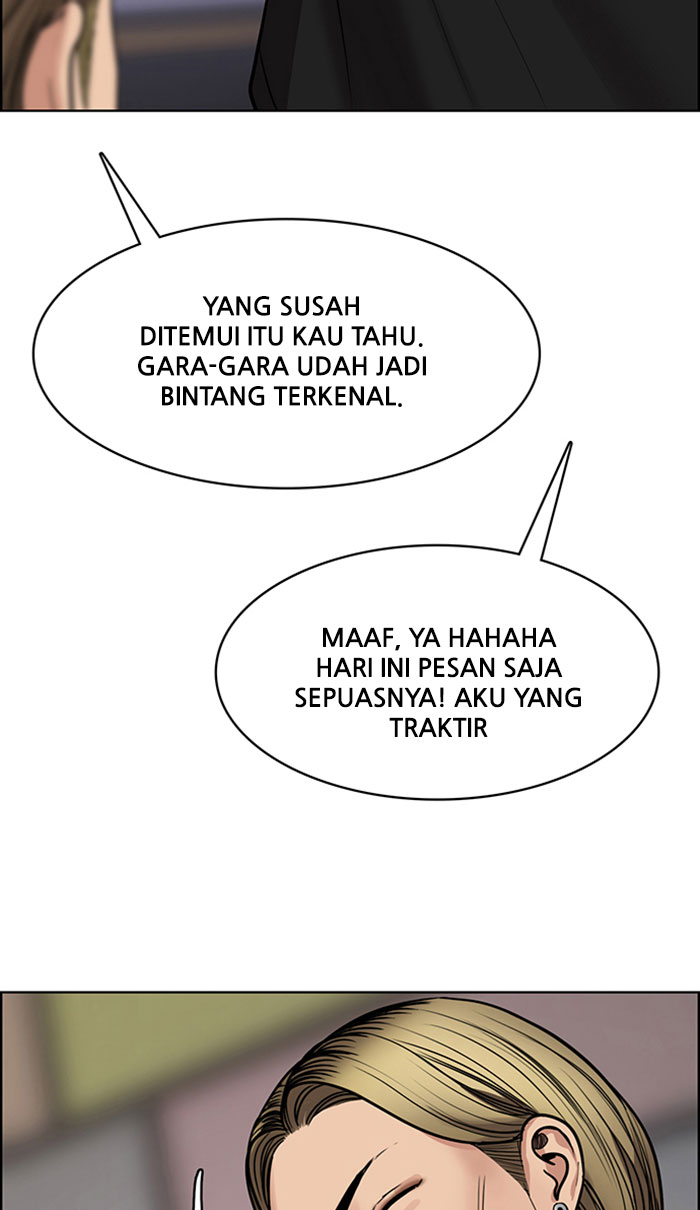 YANG SUSAH
DITEMUI ITU KAU TAHU.
GARA-GARA UDAH JADI
BINTANG TERKENAL.
MAAF, YA HAHAHA
HARI INI PESAN SAJA
SEPUASNYA! AKU YANG
TRAKTIR